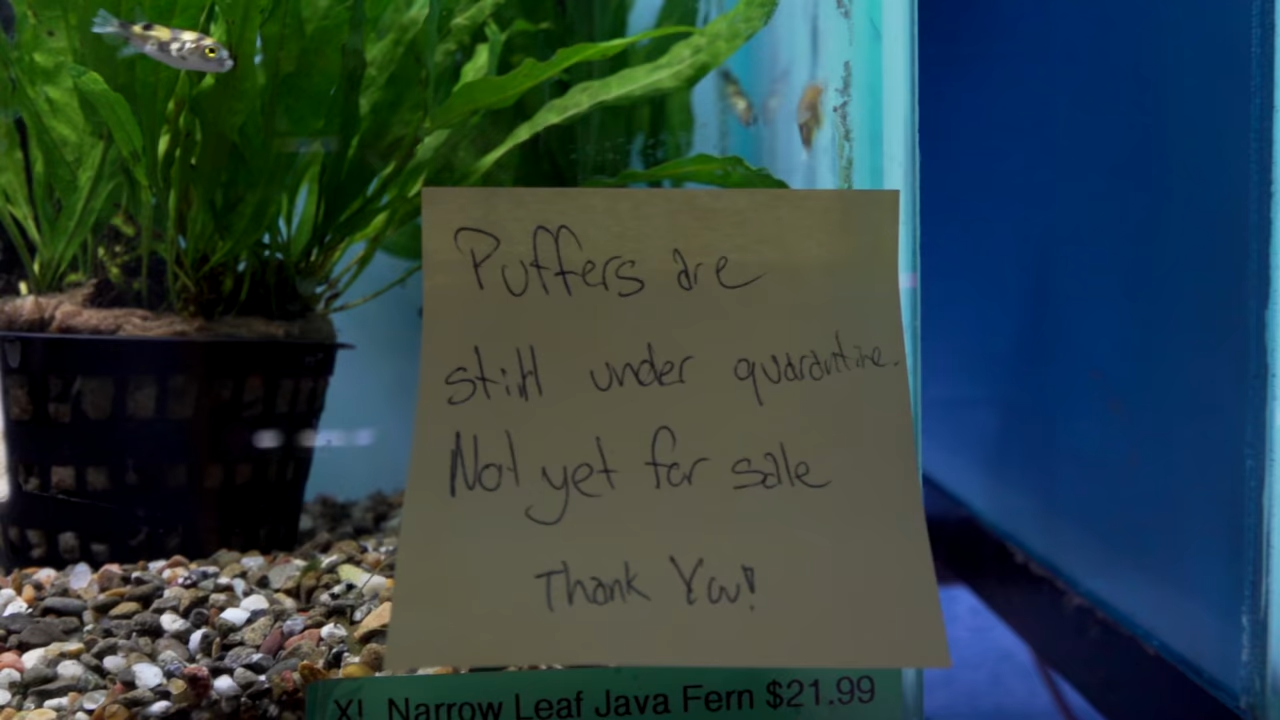 Puffers are
still under quarantine.
Not yet for sale
Thank You!
XL Narrow Leaf Java Fern $21.99